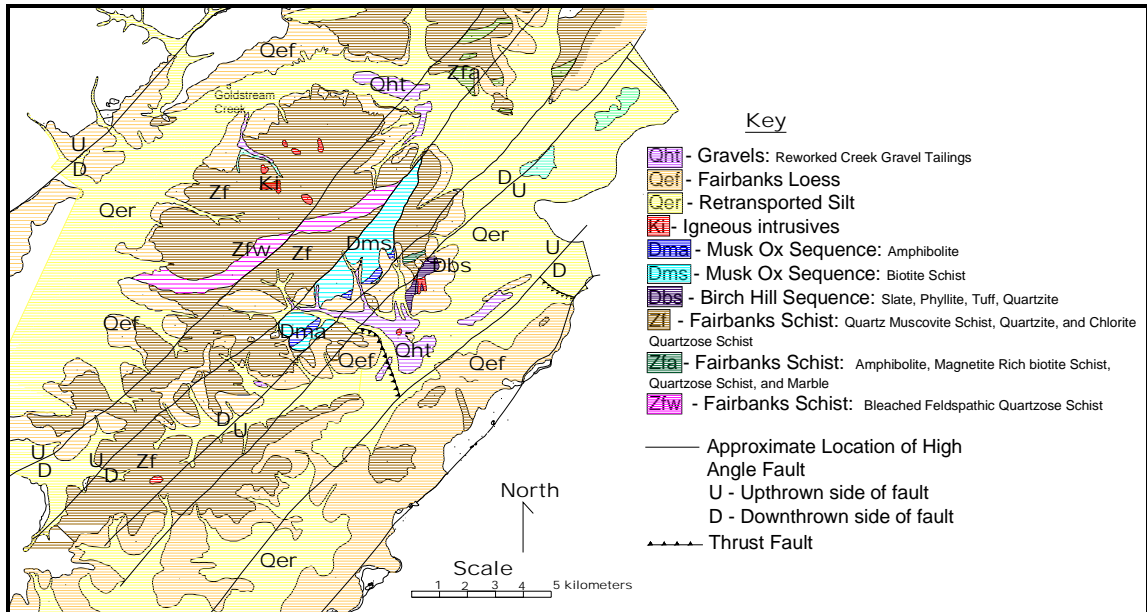 Qef
Zfa
Qht
Goldstream
Creek
U
D
Kf
Zf
D
U
Qer
Qer
Zfw
Zf
Dms
U
D
Dbs
Qef
Dma
Qef
Qht
Qef
D
U
U
D
U
D
Zf
Qer
North
Scale
1 2 3 4 5 kilometers
Key
Qht - Gravels: Reworked Creek Gravel Tailings
Qef - Fairbanks Loess
Qer - Retransported Silt
Ki - Igneous intrusives
Dma - Musk Ox Sequence: Amphibolite
Dms - Musk Ox Sequence: Biotite Schist
Dbs - Birch Hill Sequence: Slate, Phyllite, Tuff, Quartzite
Zf - Fairbanks Schist: Quartz Muscovite Schist, Quartzite, and Chlorite
Quartzose Schist
Zfa - Fairbanks Schist: Amphibolite, Magnetite Rich biotite Schist,
Quartzose Schist, and Marble
Zfw - Fairbanks Schist: Bleached Feldspathic Quartzose Schist
Approximate Location of High
Angle Fault
U - Upthrown side of fault
D - Downthrown side of fault
Thrust Fault